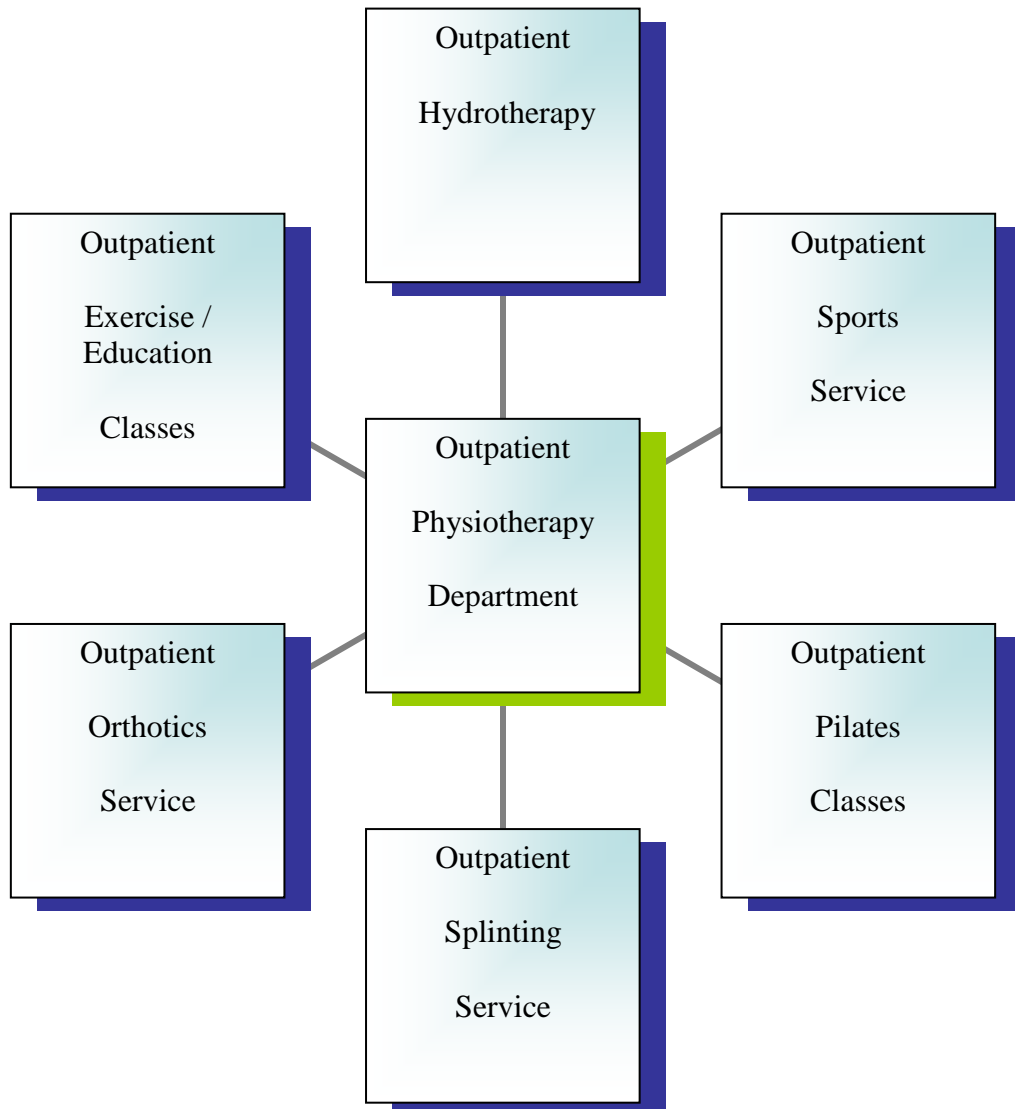 Outpatient
Hydrotherapy
Outpatient
Exercise /
Education
Classes
Outpatient
Sports
Service
Outpatient
Physiotherapy
Department
Outpatient
Orthotics
Service
Outpatient
Pilates
Classes
Outpatient
Splinting
Service